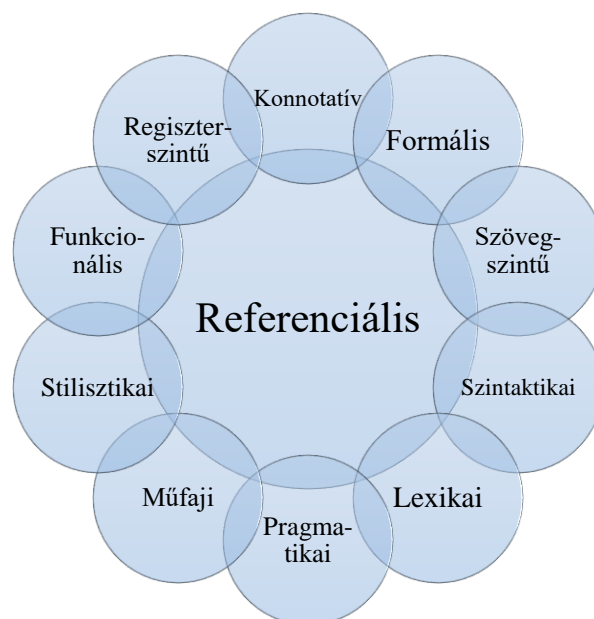 Konnotatív
Formális
Szöveg-
szintű
Szintaktikai
Lexikai
Pragma-
tikai
Műfaji
Stilisztikai
Funkcio-
nális
Regiszter-
szintű
Referenciális